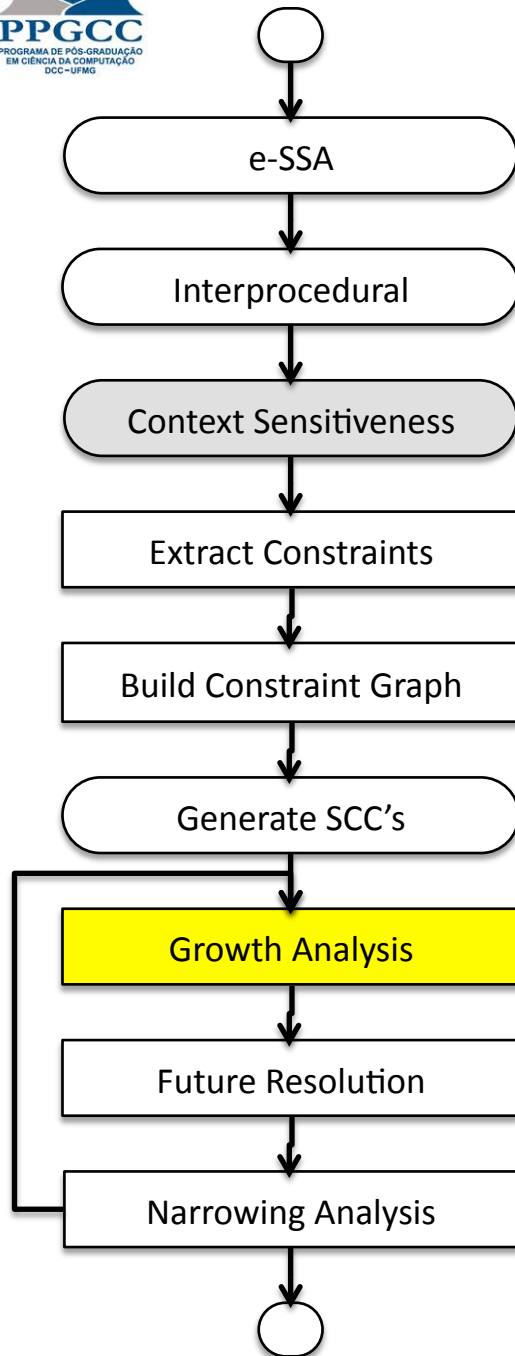 PPGCC
PROGRAMA DE PÓS-GRADUAÇÃO
EM CIÊNCIA DA COMPUTAÇÃO
DCC-UFMG
e-SSA
Interprocedural
Context Sensitiveness
Extract Constraints
Build Constraint Graph
Generate SCC's
Growth Analysis
Future Resolution
Narrowing Analysis